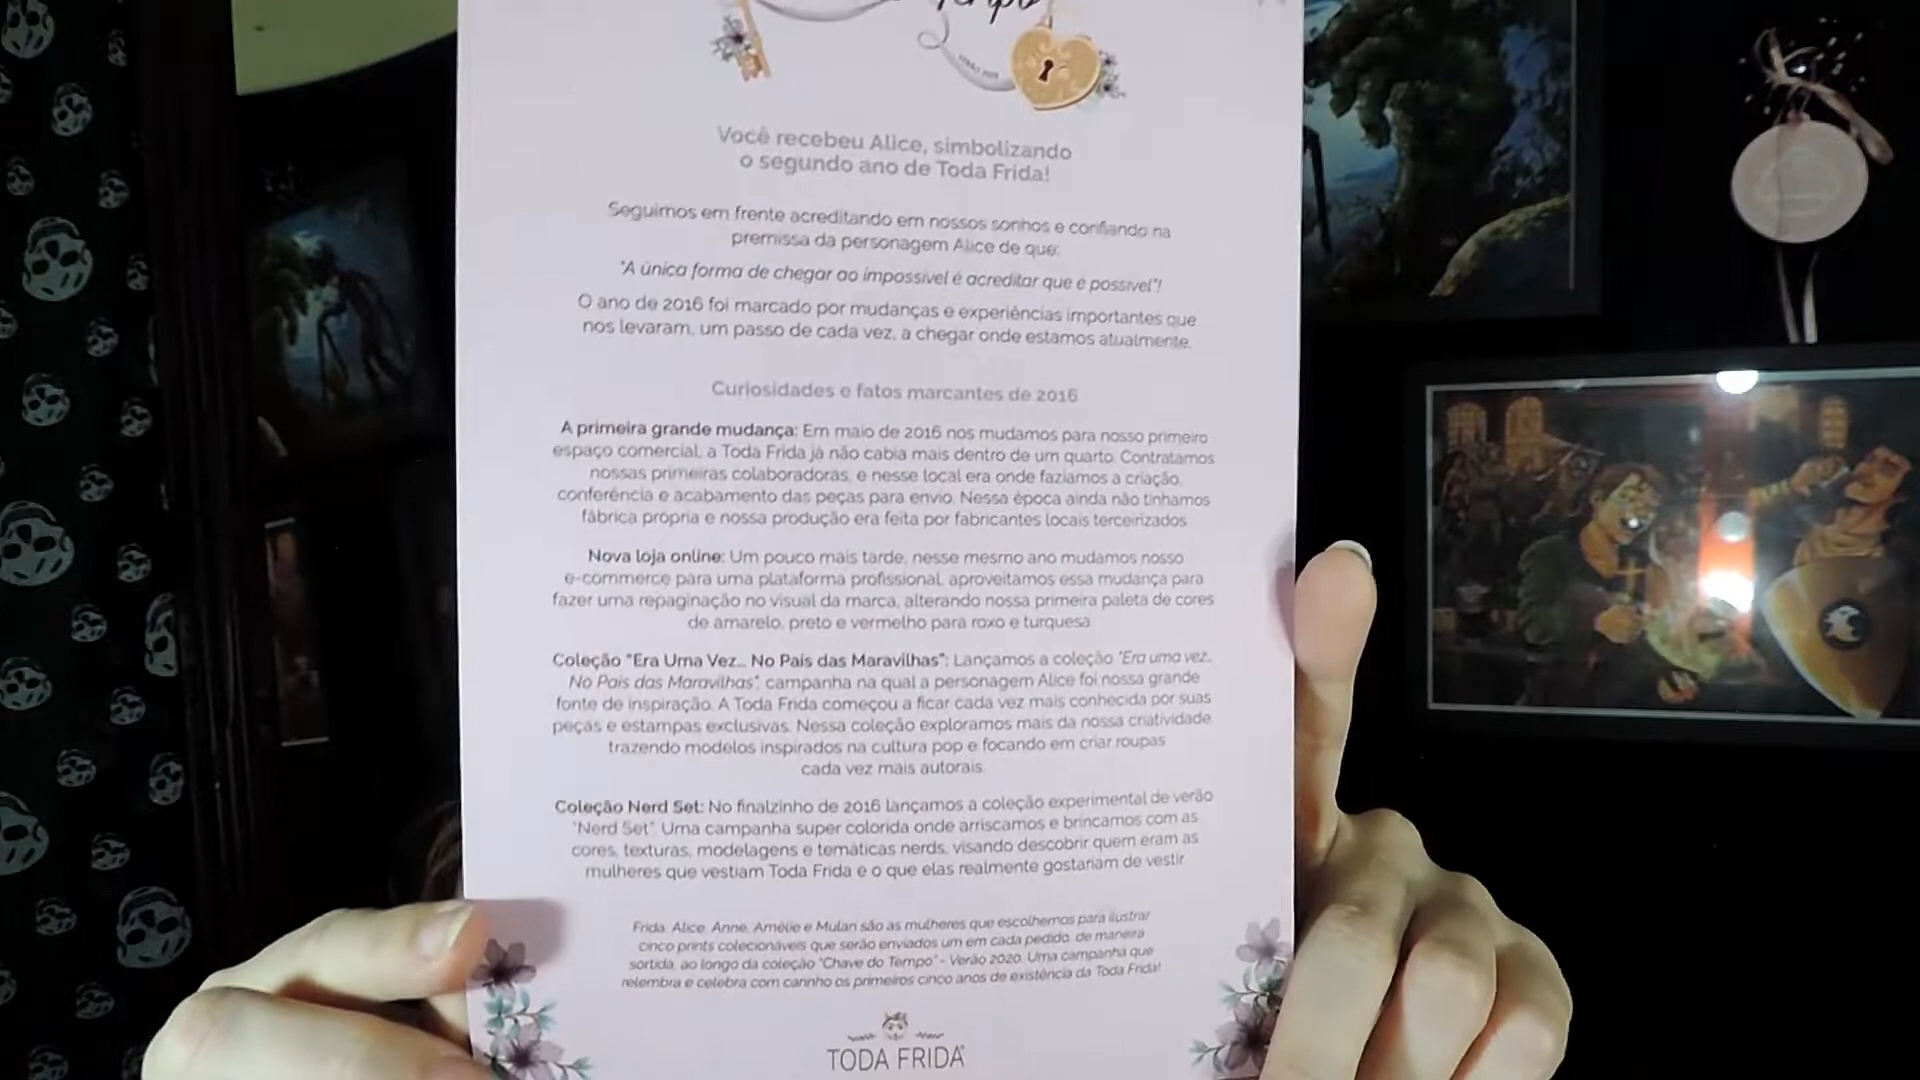 Você recebeu Alice, simbolizando
o segundo ano de Toda Frida!
Seguimos em frente acreditando em nossos sonhos e confiando na
premissa da personagem Alice de que:
"A única forma de chegar ao impossível é acreditar que é possível"!
O ano de 2016 foi marcado por mudanças e experiências importantes que
nos levaram, um passo de cada vez, a chegar onde estamos atualmente.
Curiosidades e fatos marcantes de 2016
A primeira grande mudança: Em maio de 2016 nos mudamos para nosso primeiro
espaço comercial, a Toda Frida já não cabia mais dentro de um quarto. Contratamos
nossas primeiras colaboradoras, e nesse local era onde fazíamos a criação,
conferência e acabamento das peças para envio. Nessa época ainda não tínhamos
fábrica própria e nossa produção era feita por fabricantes locais terceirizados.
Nova loja online: Um pouco mais tarde, nesse mesmo ano mudamos nosso
e-commerce para uma plataforma profissional, aproveitamos essa mudança para
fazer uma repaginação no visual da marca, alterando nossa primeira paleta de cores
de amarelo, preto e vermelho para roxo e turquesa.
Coleção "Era Uma Vez... No País das Maravilhas": Lançamos a coleção "Era uma vez..
No País das Maravilhas", campanha na qual a personagem Alice foi nossa grande
fonte de inspiração. A Toda Frida começou a ficar cada vez mais conhecida por suas
peças e estampas exclusivas. Nessa coleção exploramos mais da nossa criatividade,
trazendo modelos inspirados na cultura pop e focando em criar roupas
cada vez mais autorais.
Coleção Nerd Set: No finalzinho de 2016 lançamos a coleção experimental de verão
"Nerd Set". Uma campanha super colorida onde arriscamos e brincamos com as
cores, texturas, modelagens e temáticas nerds, visando descobrir quem eram as
mulheres que vestiam Toda Frida e o que elas realmente gostariam de vestir.
Frida, Alice, Anne, Amélie e Mulan são as mulheres que escolhemos para ilustrar
cinco prints colecionáveis que serão enviados um em cada pedido, de maneira
sortida, ao longo da coleção "Chave do Tempo" - Verão 2020. Uma campanha que
relembra e celebra com carinho os primeiros cinco anos de existência da Toda Frida!
TODA FRIDA